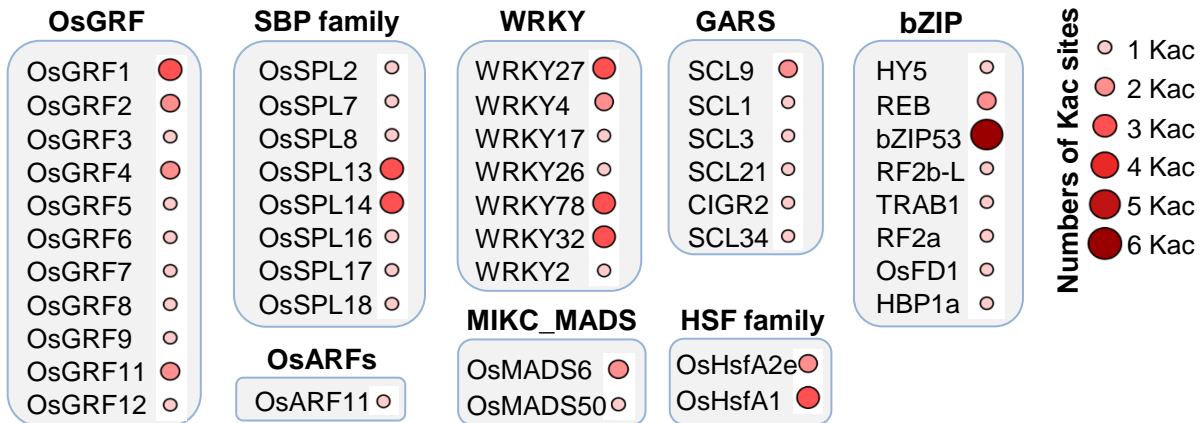 OsGRF
OsGRF1
OsGRF2
OsGRF3
OsGRF4
OsGRF5
OsGRF6
OsGRF7
OsGRF8
OsGRF9
OsGRF11
OsGRF12
SBP family
OsSPL2
OsSPL7
OsSPL8
OsSPL13
OsSPL14
OsSPL16
OsSPL17
OsSPL18
OsARFs
OsARF11
WRKY
WRKY27
WRKY4
WRKY17
WRKY26
WRKY78
WRKY32
WRKY2
MIKC_MADS
OsMADS6
OsMADS50
GARS
SCL9
SCL1
SCL3
SCL21
CIGR2
SCL34
HSF family
OsHsfA2e
OsHsfA1
bZIP
HY5
REB
bZIP53
RF2b-L
TRAB1
RF2a
OsFD1
HBP1a
Numbers of Kac sites
1 Kac
2 Kac
3 Kac
4 Kac
5 Kac
6 Kac